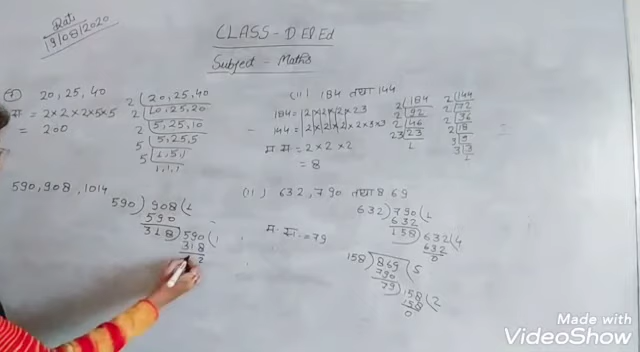 Rati
19/08/2020
CLASS - D El Ed
Subject - Maths
① 20, 25, 40
= 2×2×2×5×5
= 200
2 20, 25, 40
2 10, 25, 20
2 5, 25, 10
5 5, 25, 5
5 1, 5, 1
1, 1, 1
(ii) 184 तथा 144
184 = 2×2×2×23
144 = 2×2×2×2×3×3
म स = 2 × 2 × 2
= 8
2 184
2 92
2 46
23 23
1
2 144
2 72
2 36
2 18
3 9
3 3
1
590, 908, 1014
590) 908 (1
590
318) 590 (1
318
2
(ii) 632, 790 तथा 869
म. स. = 79
632) 790 (1
632
158) 632 (4
632
0
158) 869 (5
790
79) 158 (2
158
0
Made with
VideoShow